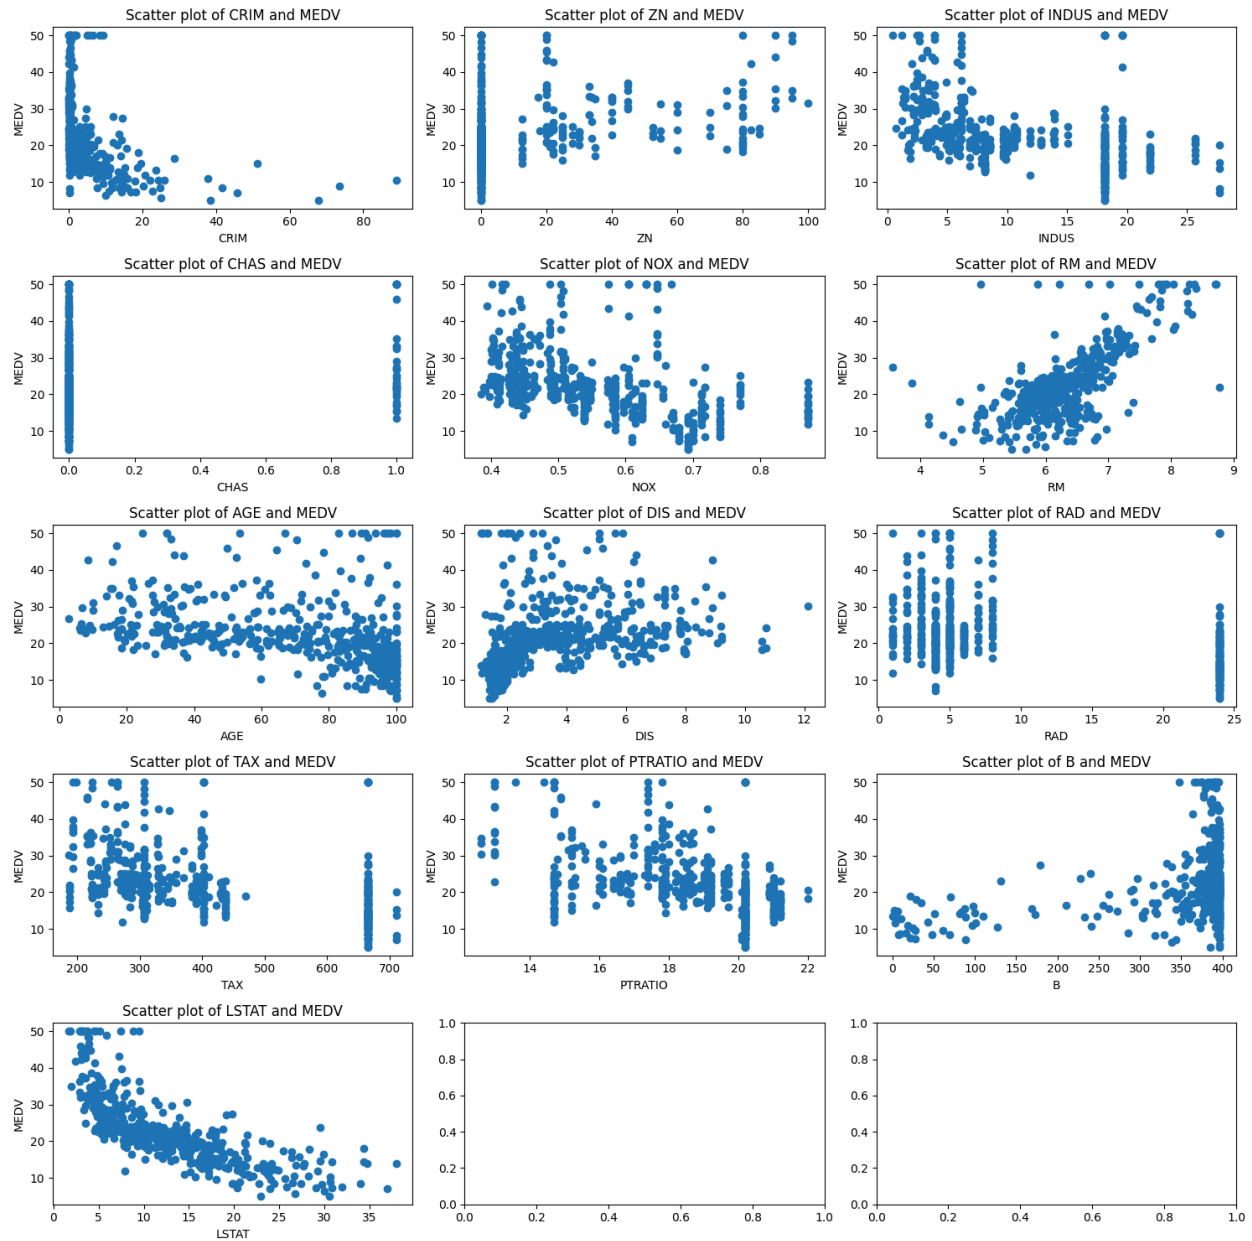 Scatter plot of CRIM and MEDV
50
40
30
20
10
MEDV
0 20 40 60 80
CRIM
Scatter plot of ZN and MEDV
50
40
30
20
10
MEDV
0 20 40 60 80 100
ZN
Scatter plot of INDUS and MEDV
50
40
30
20
10
MEDV
0 5 10 15 20 25
INDUS
Scatter plot of CHAS and MEDV
50
40
30
20
10
MEDV
0.0 0.2 0.4 0.6 0.8 1.0
CHAS
Scatter plot of NOX and MEDV
50
40
30
20
10
MEDV
0.4 0.5 0.6 0.7 0.8
NOX
Scatter plot of RM and MEDV
50
40
30
20
10
MEDV
4 5 6 7 8 9
RM
Scatter plot of AGE and MEDV
50
40
30
20
10
MEDV
0 20 40 60 80 100
AGE
Scatter plot of DIS and MEDV
50
40
30
20
10
MEDV
2 4 6 8 10 12
DIS
Scatter plot of RAD and MEDV
50
40
30
20
10
MEDV
0 5 10 15 20 25
RAD
Scatter plot of TAX and MEDV
50
40
30
20
10
MEDV
200 300 400 500 600 700
TAX
Scatter plot of PTRATIO and MEDV
50
40
30
20
10
MEDV
14 16 18 20 22
PTRATIO
Scatter plot of B and MEDV
50
40
30
20
10
MEDV
0 50 100 150 200 250 300 350 400
B
Scatter plot of LSTAT and MEDV
50
40
30
20
10
MEDV
0 5 10 15 20 25 30 35
LSTAT
1.0
0.8
0.6
0.4
0.2
0.0
0.0 0.2 0.4 0.6 0.8 1.0
1.0
0.8
0.6
0.4
0.2
0.0
0.0 0.2 0.4 0.6 0.8 1.0